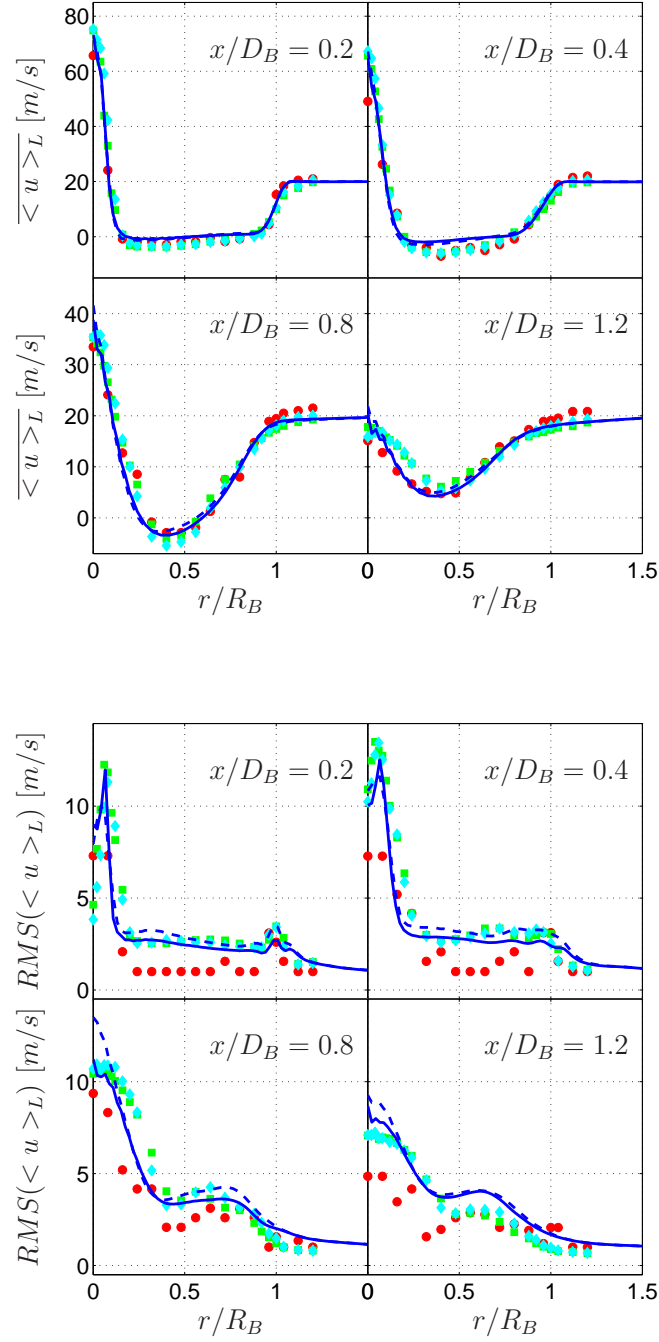 80
60
40
20
0
<u>_L [m/s]
x/D_B = 0.2
x/D_B = 0.4
40
30
20
10
0
<u>_L [m/s]
x/D_B = 0.8
x/D_B = 1.2
0 0.5 1 0 0 0.5 1 1.5
r/R_B r/R_B
10
5
0
RMS(<u>_L) [m/s]
x/D_B = 0.2
x/D_B = 0.4
15
10
5
0
RMS(<u>_L) [m/s]
x/D_B = 0.8
x/D_B = 1.2
0 0.5 1 0 0 0.5 1 1.5
r/R_B r/R_B